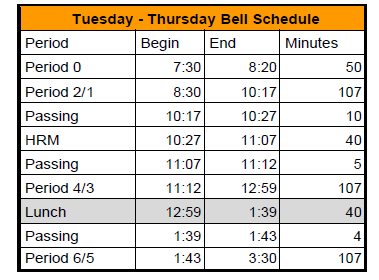 Tuesday - Thursday Bell Schedule
Period Begin End Minutes
Period 0 7:30 8:20 50
Period 2/1 8:30 10:17 107
Passing 10:17 10:27 10
HRM 10:27 11:07 40
Passing 11:07 11:12 5
Period 4/3 11:12 12:59 107
Lunch 12:59 1:39 40
Passing 1:39 1:43 4
Period 6/5 1:43 3:30 107